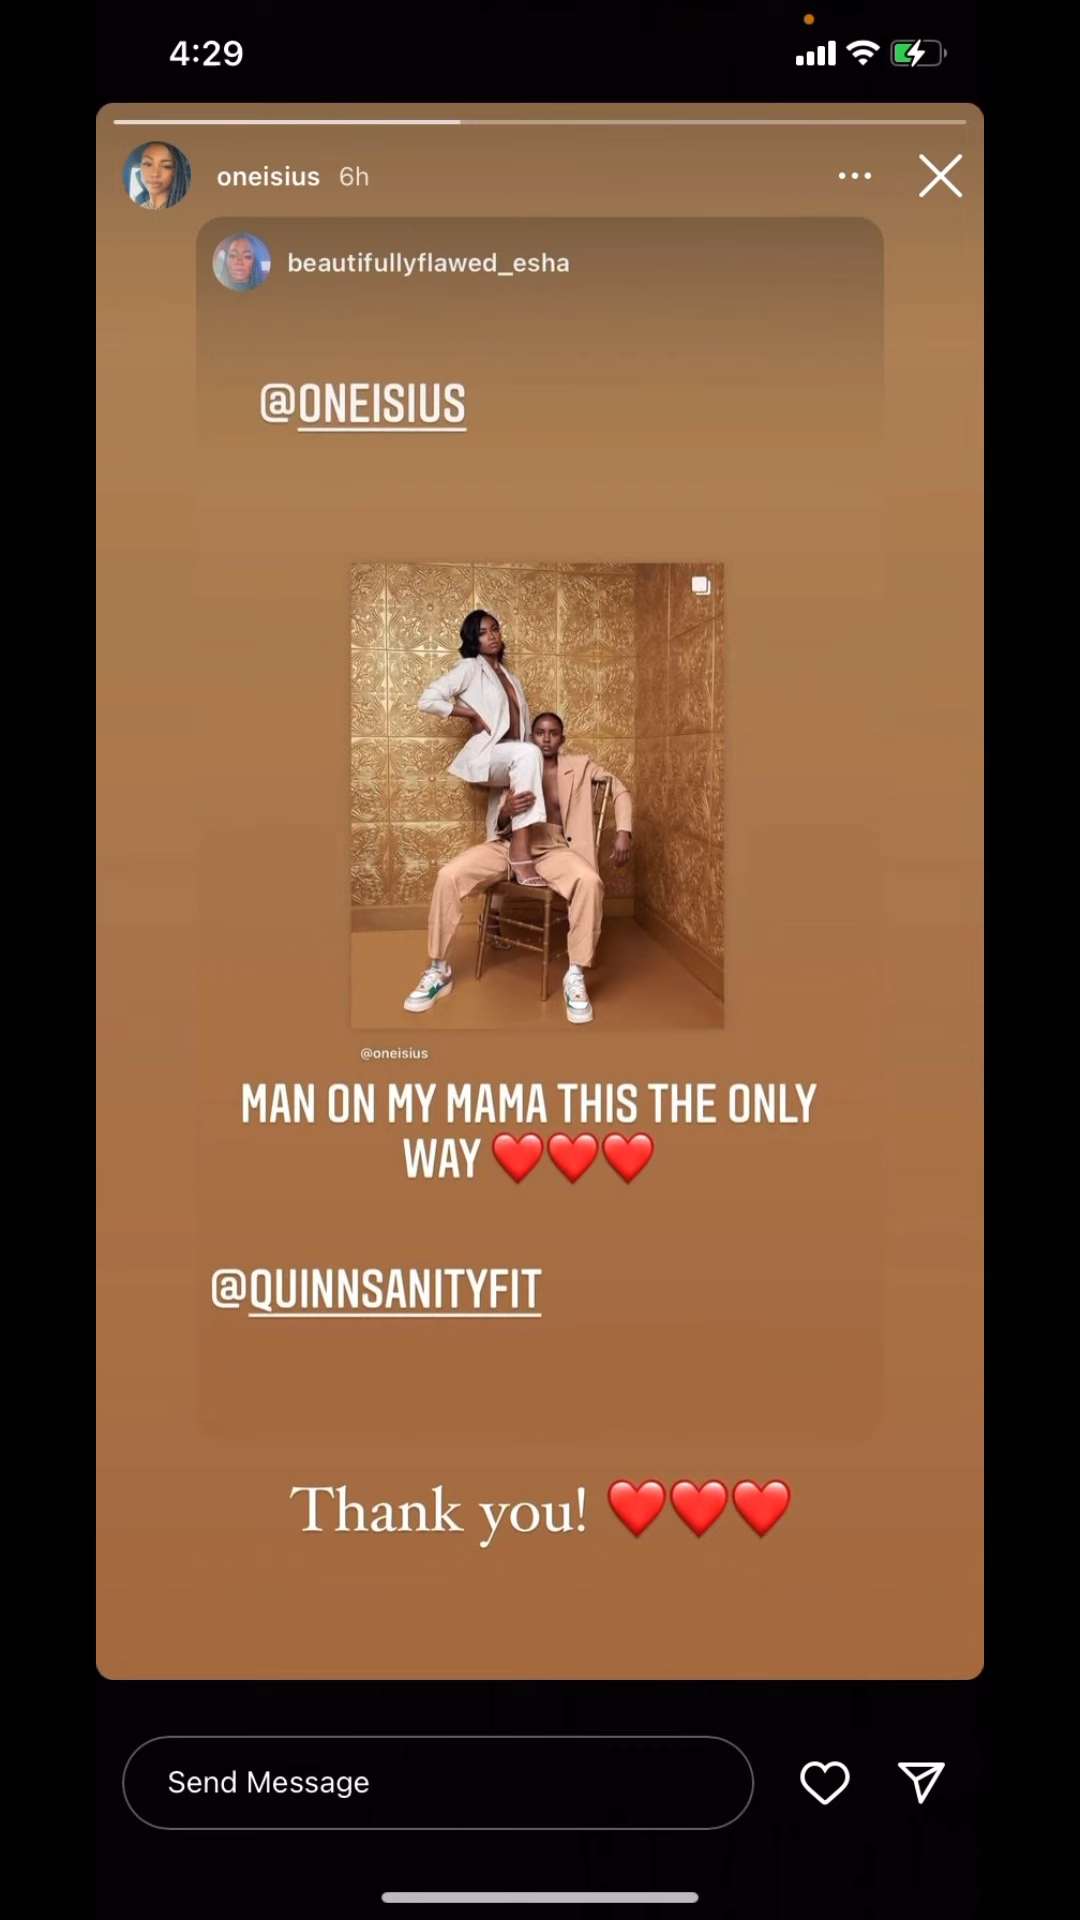 4:29
oneisius 6h
beautifullyflawed_esha
@ONEISIUS
@oneisius
MAN ON MY MAMA THIS THE ONLY
WAY ❤️❤️❤️
@QUINNSANITYFIT
Thank you! ❤️❤️❤️
Send Message